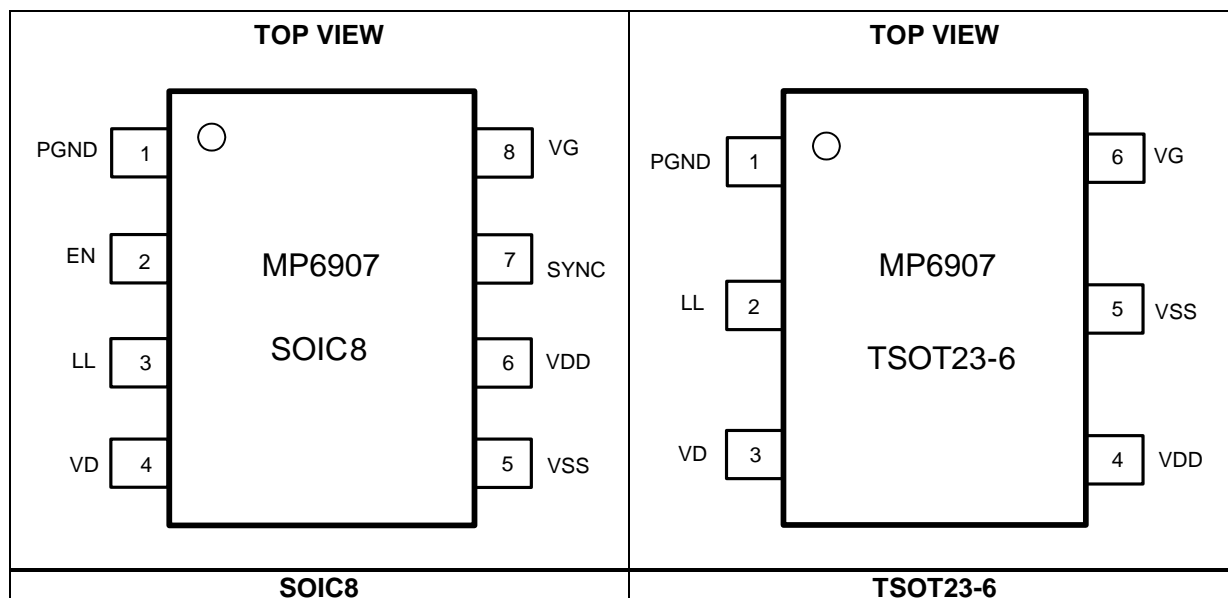 TOP VIEW
PGND 1
8 VG
EN 2
MP6907
7 SYNC
LL 3
SOIC8
6 VDD
VD 4
5 VSS
SOIC8
TOP VIEW
PGND 1
6 VG
LL 2
MP6907
5 VSS
TSOT23-6
VD 3
4 VDD
TSOT23-6